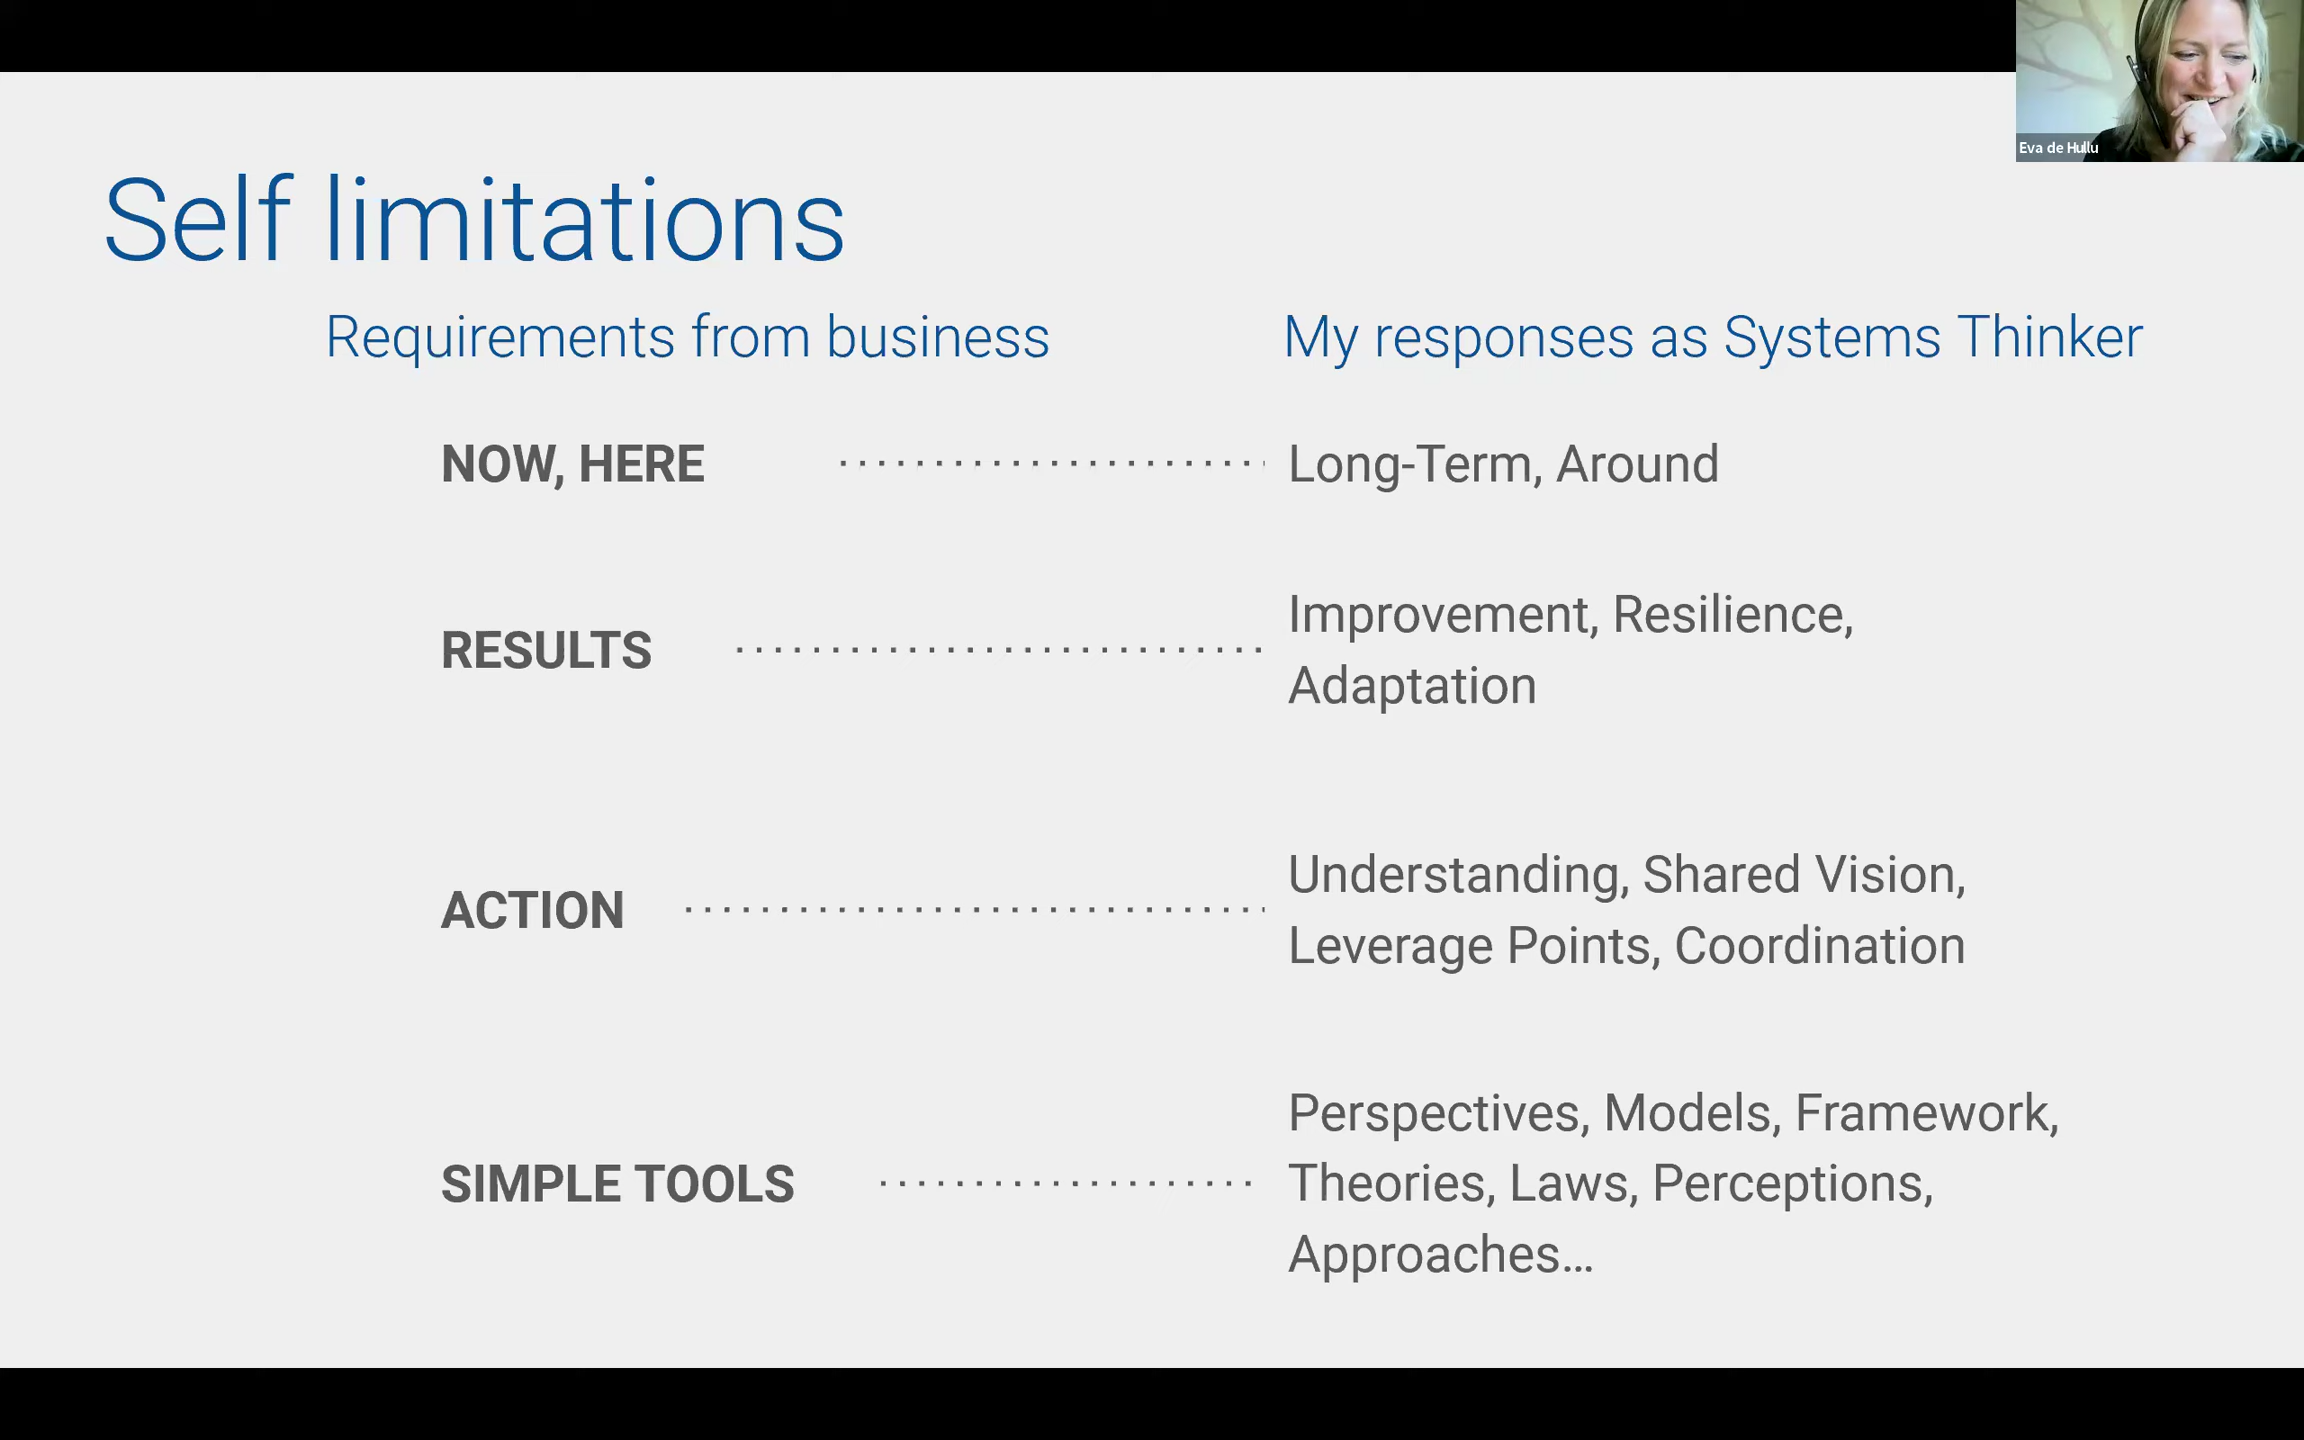 Eva de Hullu
Self limitations
Requirements from business
My responses as Systems Thinker
NOW, HERE
Long-Term, Around
RESULTS
Improvement, Resilience,
Adaptation
ACTION
Understanding, Shared Vision,
Leverage Points, Coordination
SIMPLE TOOLS
Perspectives, Models, Framework,
Theories, Laws, Perceptions,
Approaches…